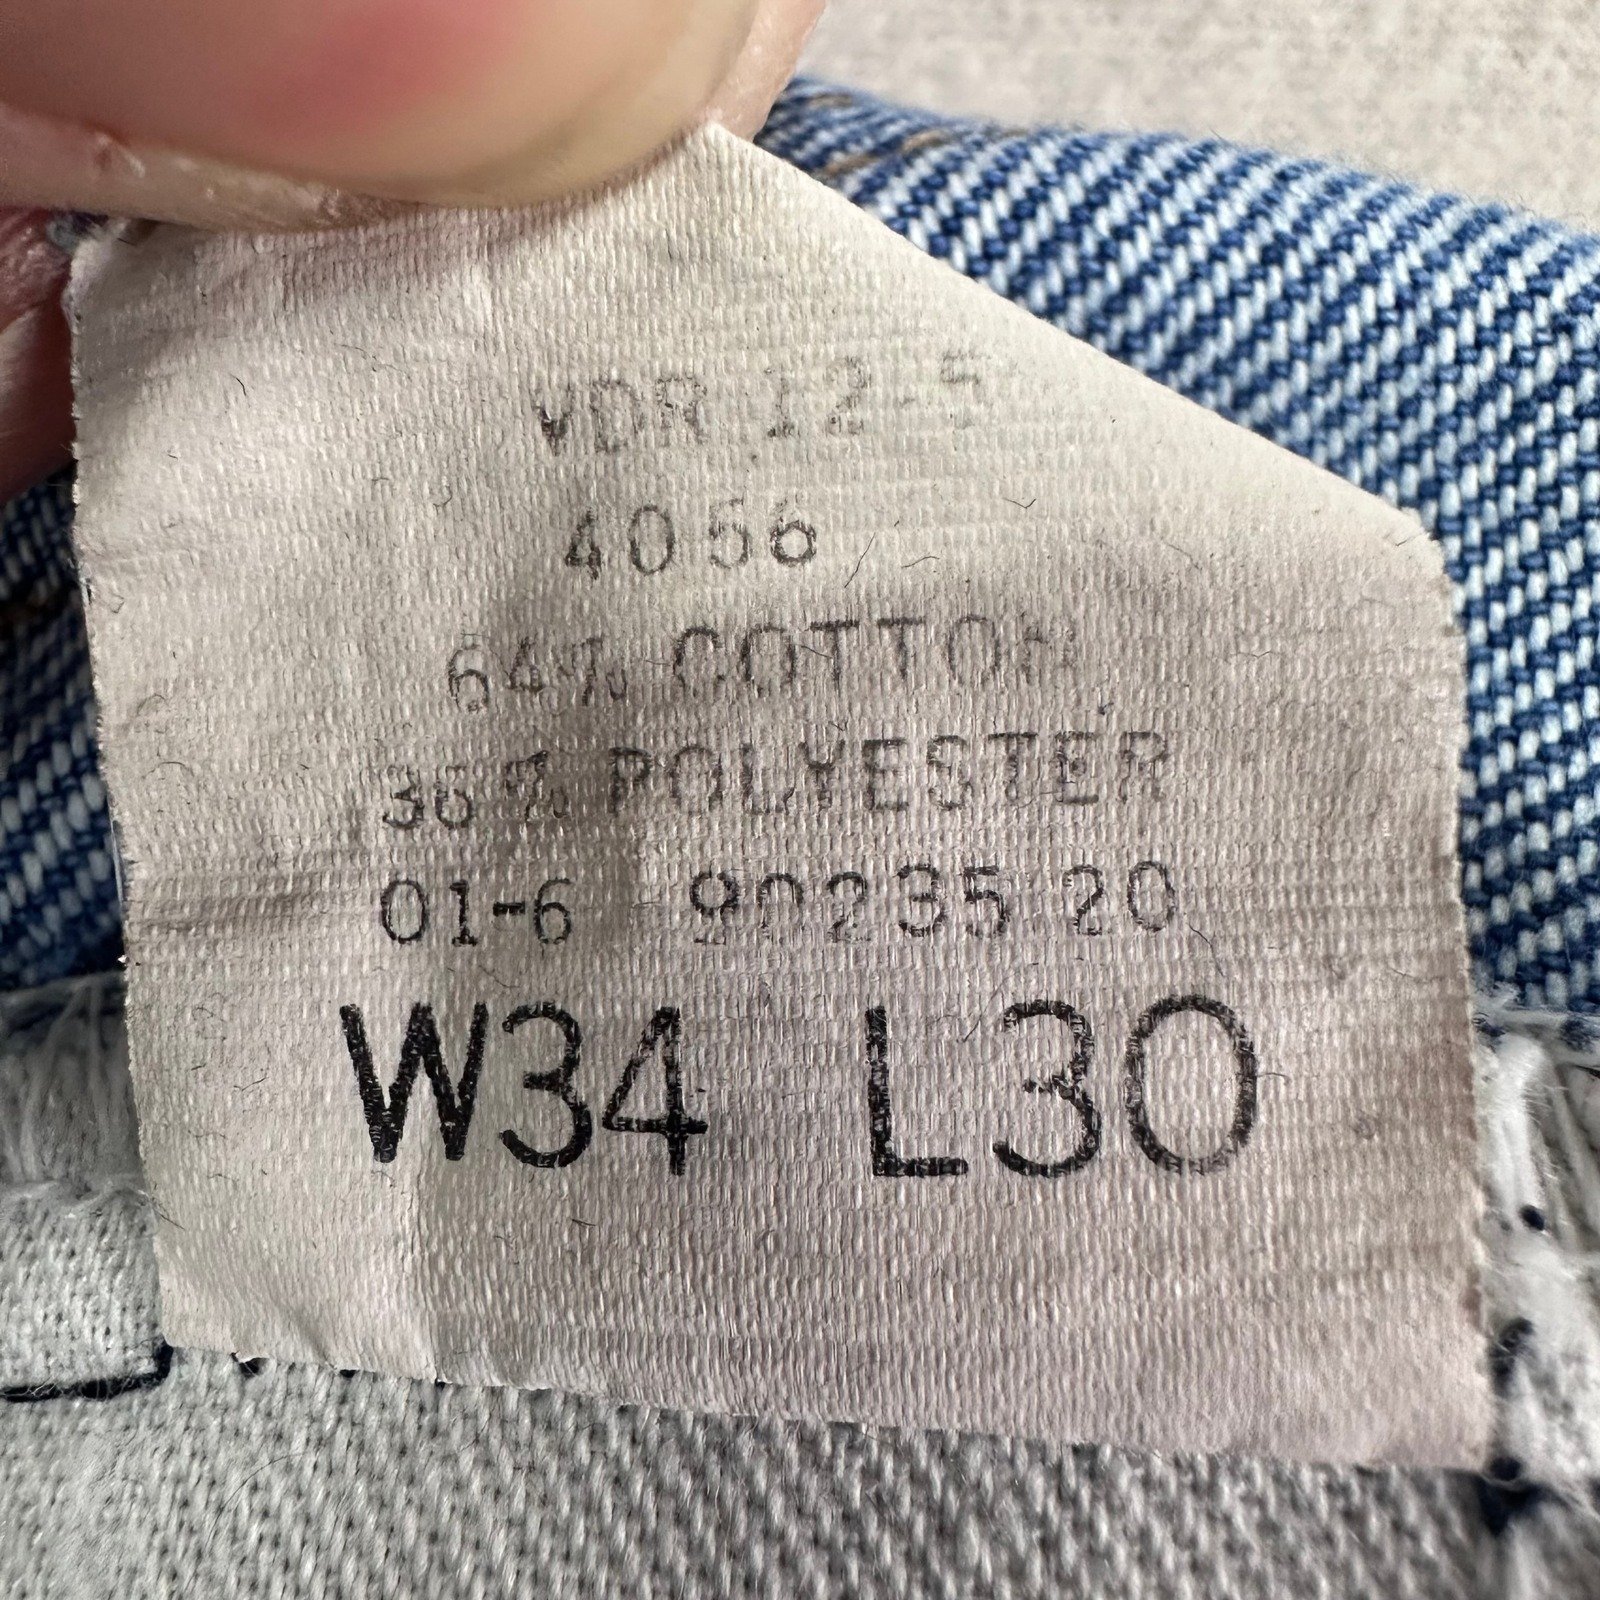 VDR 12-5
4056
64% COTTON
36% POLYESTER
01-6 90235 20
W34 L30